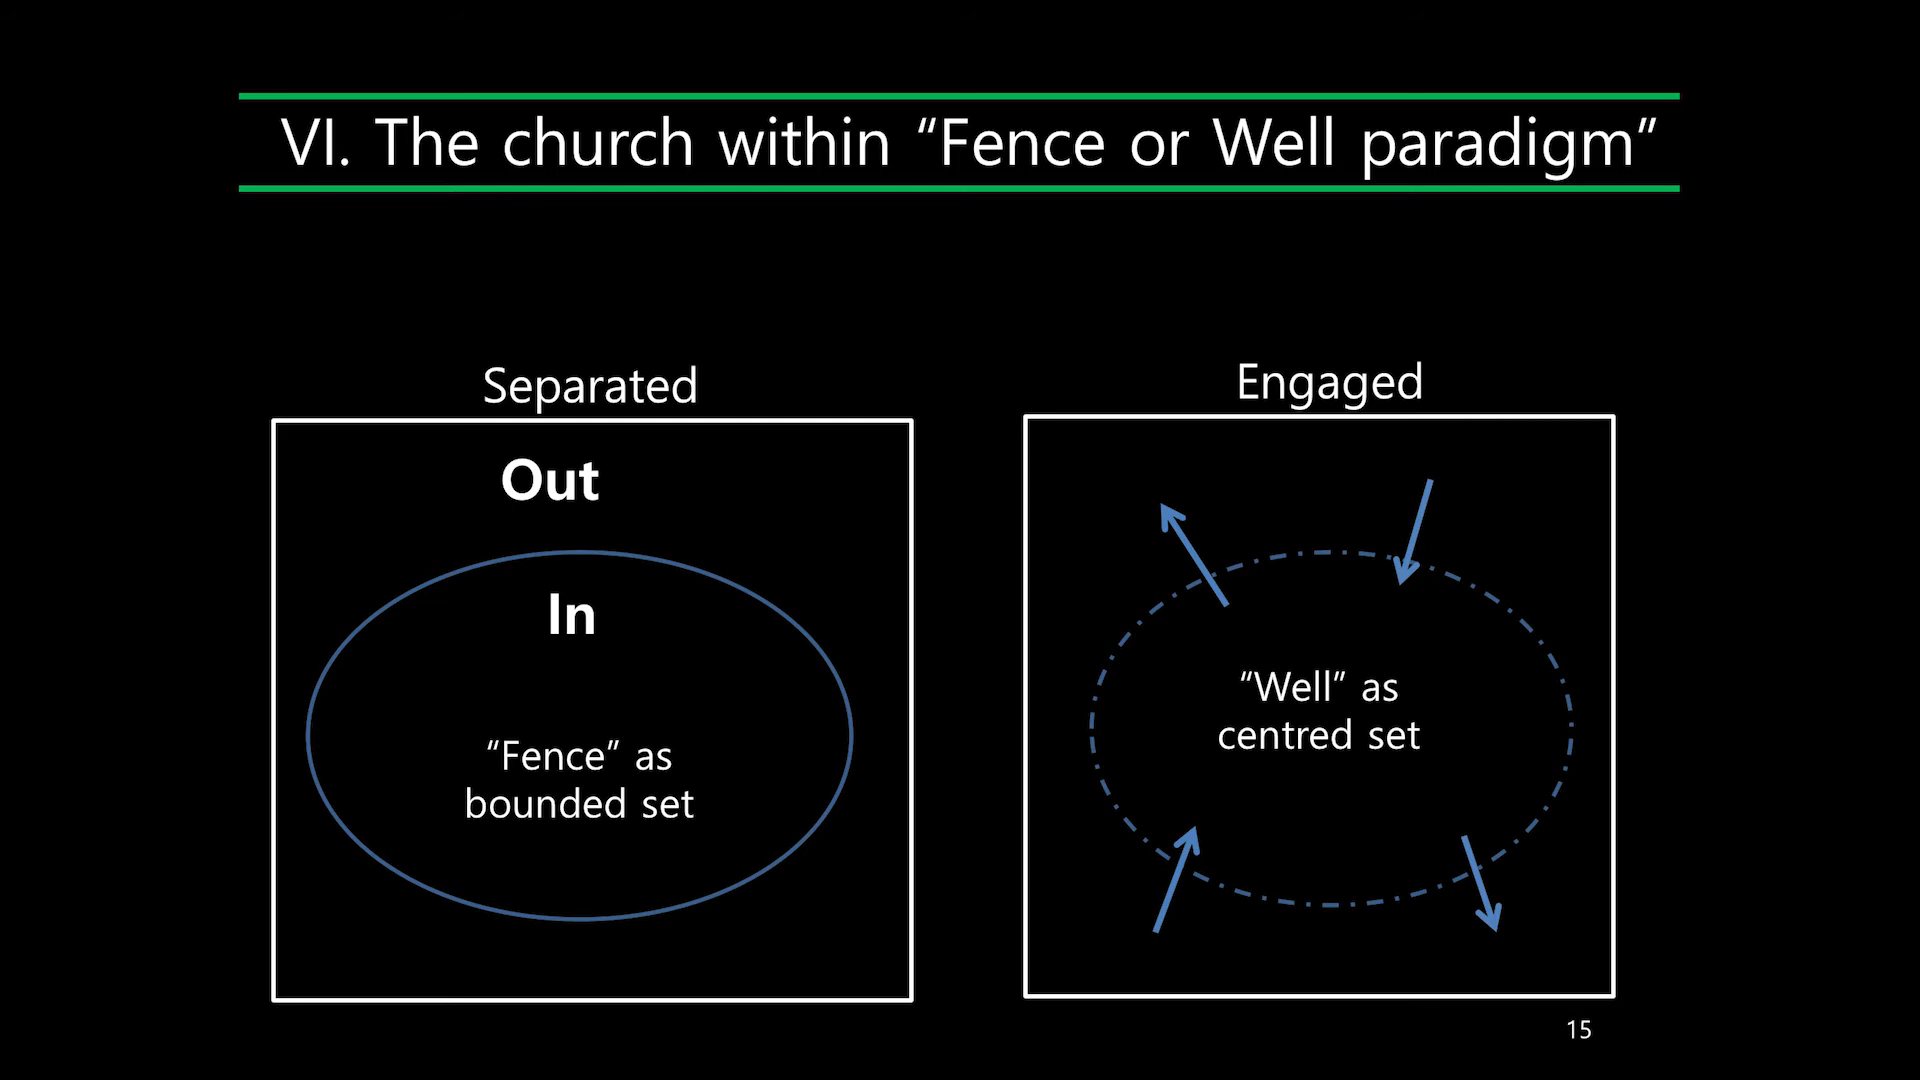 VI. The church within “Fence or Well paradigm”
Separated
Out
In
“Fence” as
bounded set
Engaged
“Well” as
centred set
15